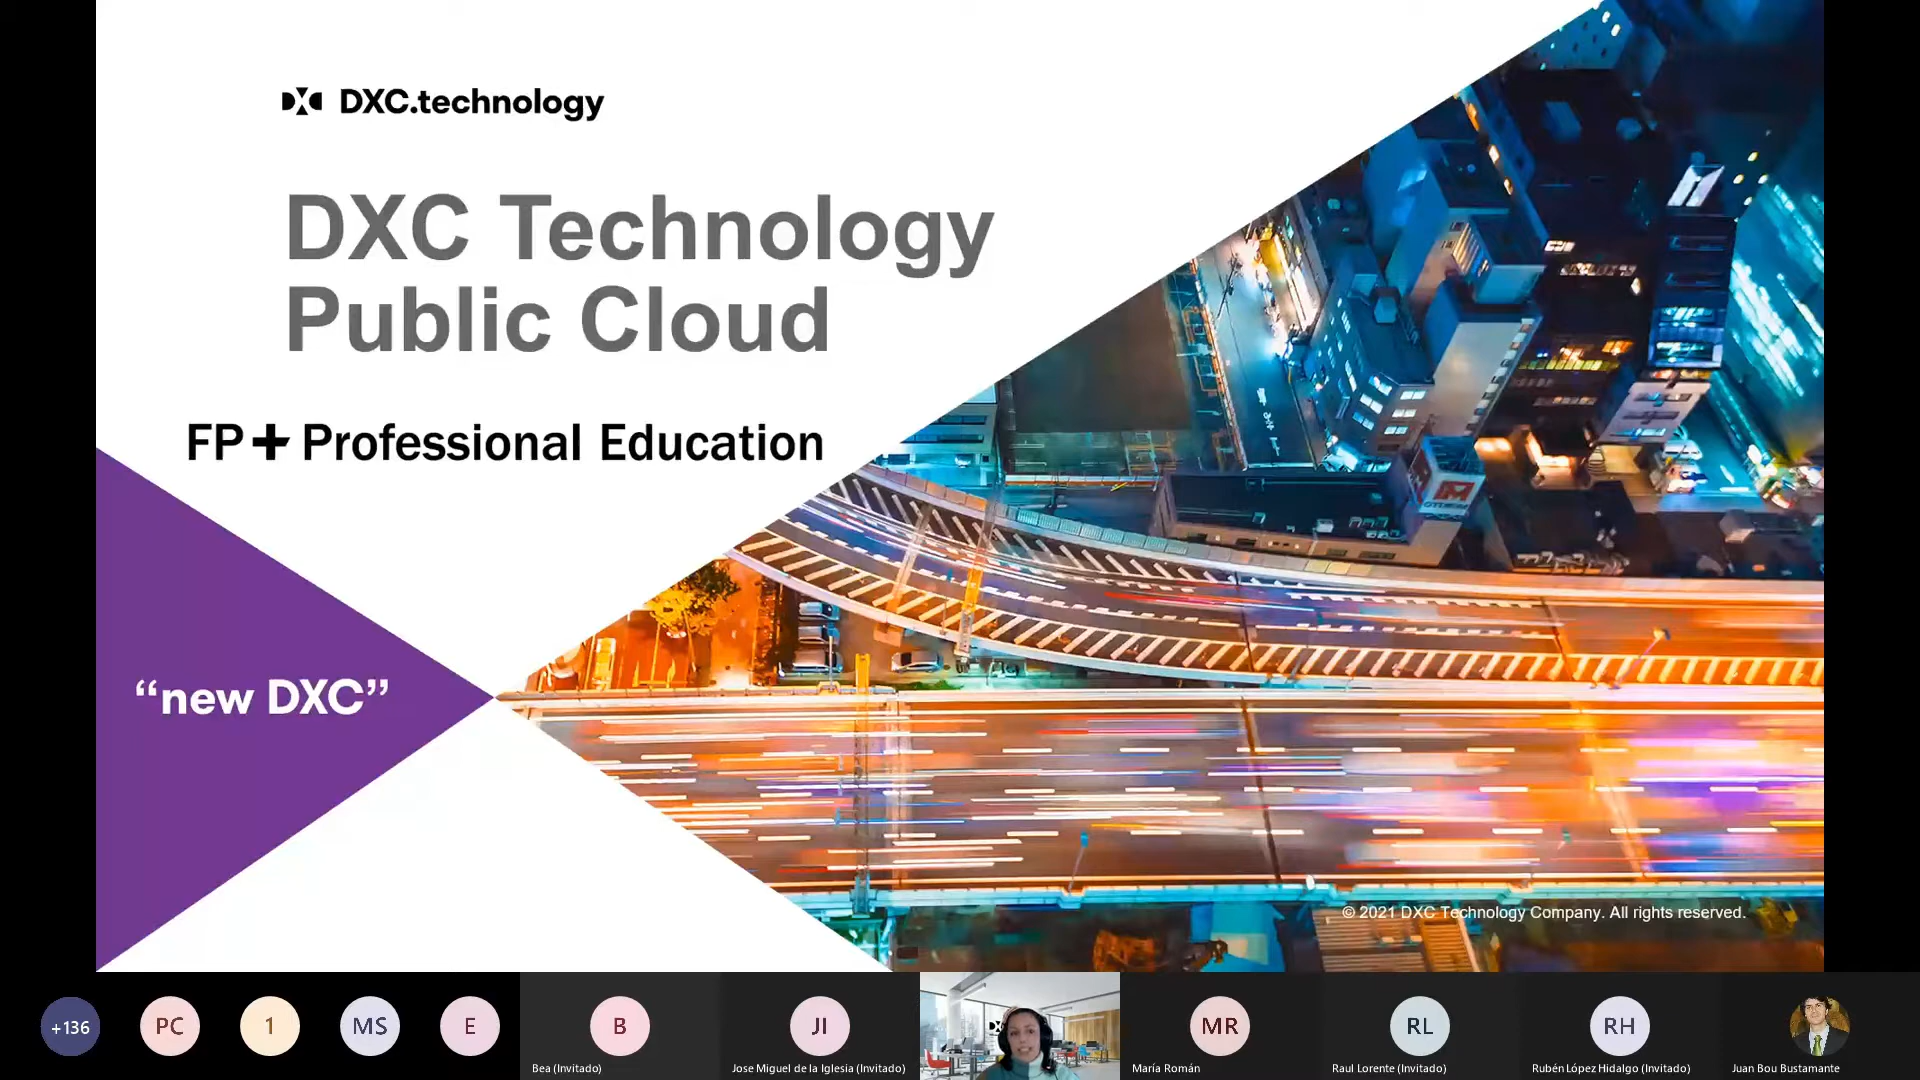 DXC.technology
DXC Technology
Public Cloud
FP+ Professional Education
“new DXC”
© 2021 DXC Technology Company. All rights reserved.
+136
PC
1
MS
E
B
JI
MR
RL
RH
Bea (Invitado)
Jose Miguel de la Iglesia (Invitado)
María Román
Raul Lorente (Invitado)
Rubén López Hidalgo (Invitado)
Juan Bou Bustamante